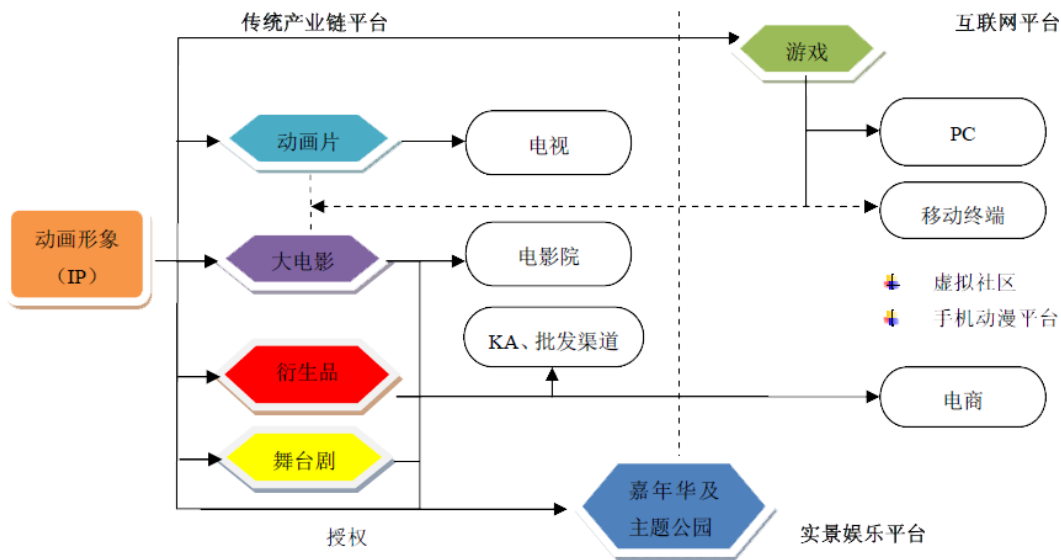 传统产业链平台
互联网平台
游戏
动画片
电视
PC
移动终端
动画形象
（IP）
大电影
电影院
虚拟社区
手机动漫平台
KA、批发渠道
衍生品
电商
舞台剧
嘉年华及
主题公园
授权
实景娱乐平台